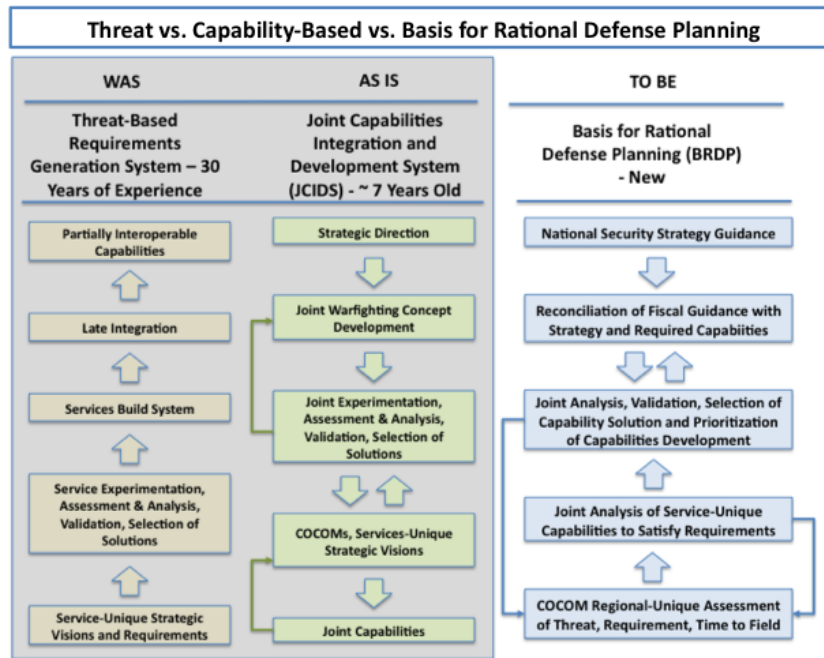 Threat vs. Capability-Based vs. Basis for Rational Defense Planning
WAS
Threat-Based
Requirements
Generation System – 30
Years of Experience
Partially Interoperable
Capabilities
Late Integration
Services Build System
Service Experimentation,
Assessment & Analysis,
Validation, Selection of
Solutions
Service-Unique Strategic
Visions and Requirements
AS IS
Joint Capabilities
Integration and
Development System
(JCIDS) - ~ 7 Years Old
Strategic Direction
Joint Warfighting Concept
Development
Joint Experimentation,
Assessment & Analysis,
Validation, Selection of
Solutions
COCOMs, Services-Unique
Strategic Visions
Joint Capabilities
TO BE
Basis for Rational
Defense Planning (BRDP)
- New
National Security Strategy Guidance
Reconciliation of Fiscal Guidance with
Strategy and Required Capabiities
Joint Analysis, Validation, Selection of
Capability Solution and Prioritization
of Capabilities Development
Joint Analysis of Service-Unique
Capabilities to Satisfy Requirements
COCOM Regional-Unique Assessment
of Threat, Requirement, Time to Field